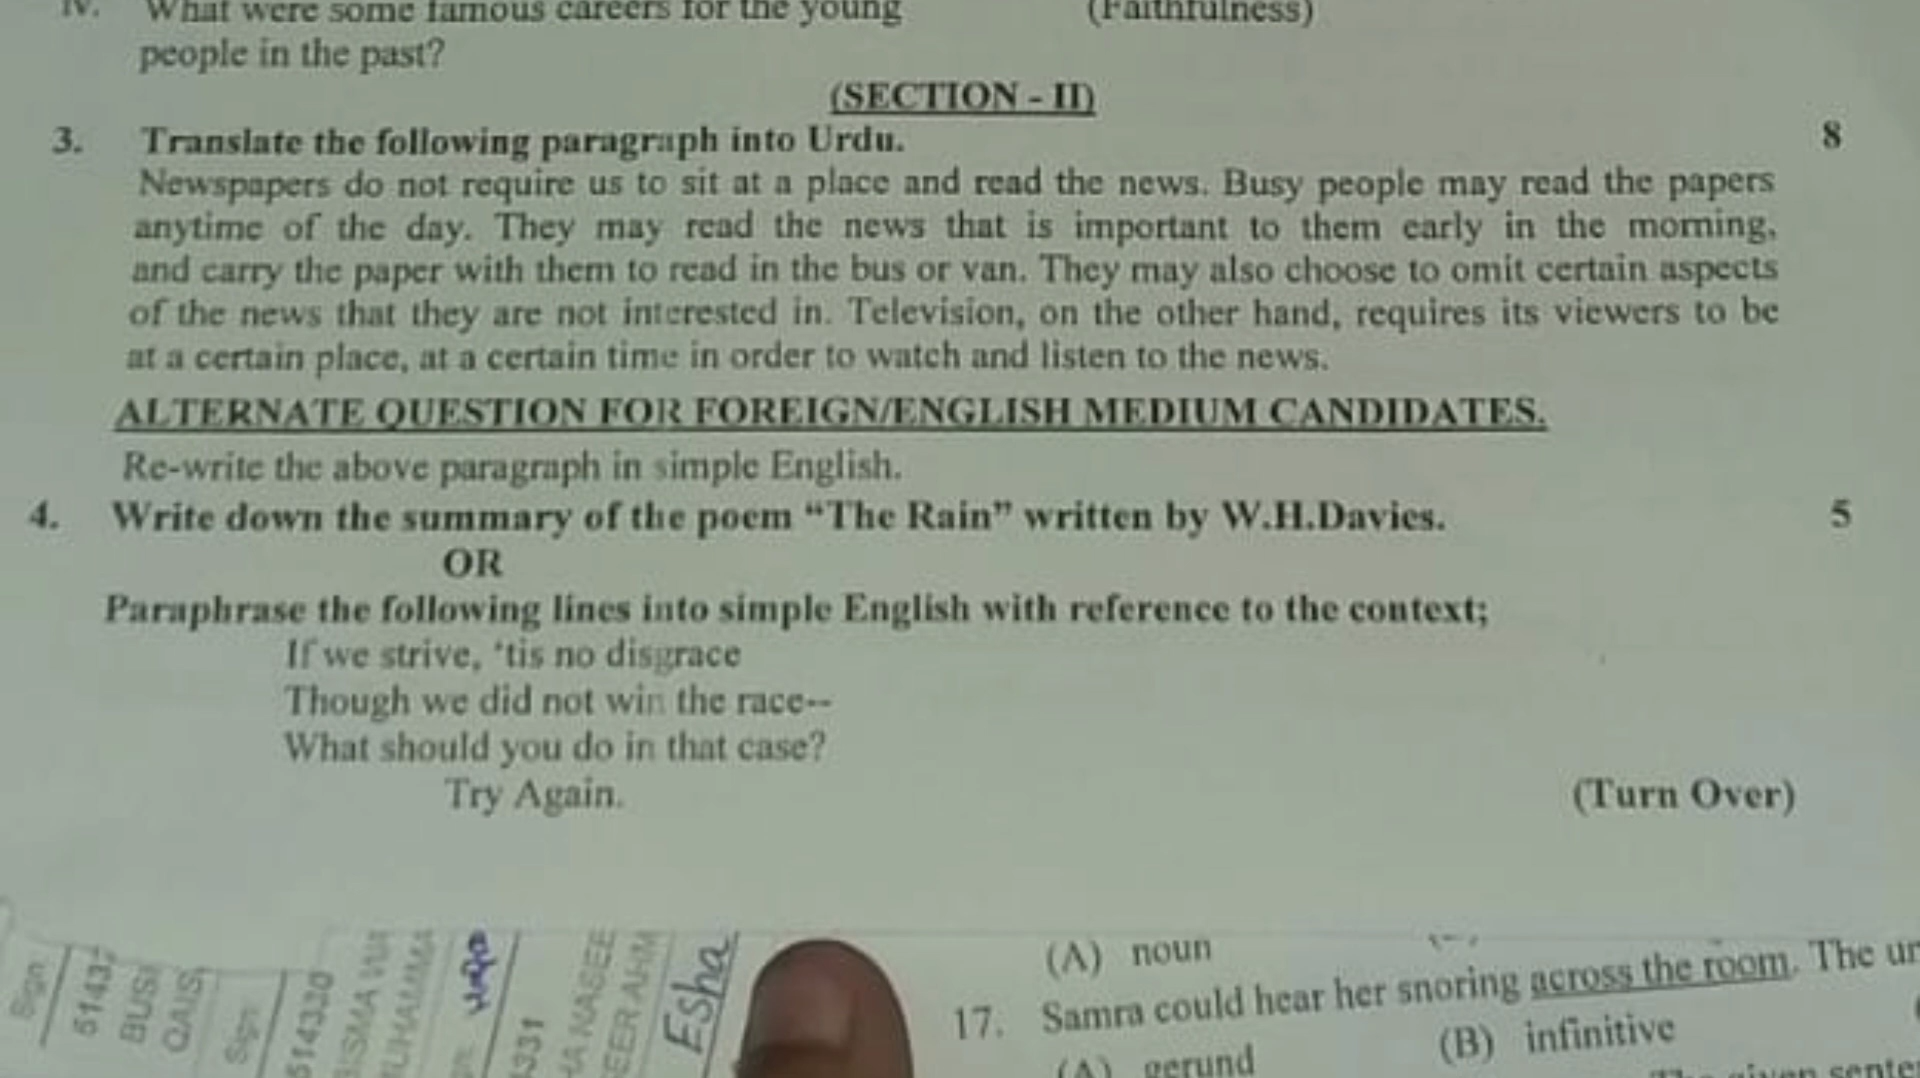 iv. What were some famous careers for the young (Faithfulness)
people in the past?
(SECTION - II)
3. Translate the following paragraph into Urdu. 8
Newspapers do not require us to sit at a place and read the news. Busy people may read the papers
anytime of the day. They may read the news that is important to them early in the morning,
and carry the paper with them to read in the bus or van. They may also choose to omit certain aspects
of the news that they are not interested in. Television, on the other hand, requires its viewers to be
at a certain place, at a certain time in order to watch and listen to the news.
ALTERNATE QUESTION FOR FOREIGN/ENGLISH MEDIUM CANDIDATES.
Re-write the above paragraph in simple English.
4. Write down the summary of the poem “The Rain” written by W.H.Davies. 5
OR
Paraphrase the following lines into simple English with reference to the context;
If we strive, ‘tis no disgrace
Though we did not win the race--
What should you do in that case?
Try Again.
(Turn Over)
Sign
QAIS
Sign
514330
Esha
(A) noun
17. Samra could hear her snoring across the room. The
(A) gerund (B) infinitive